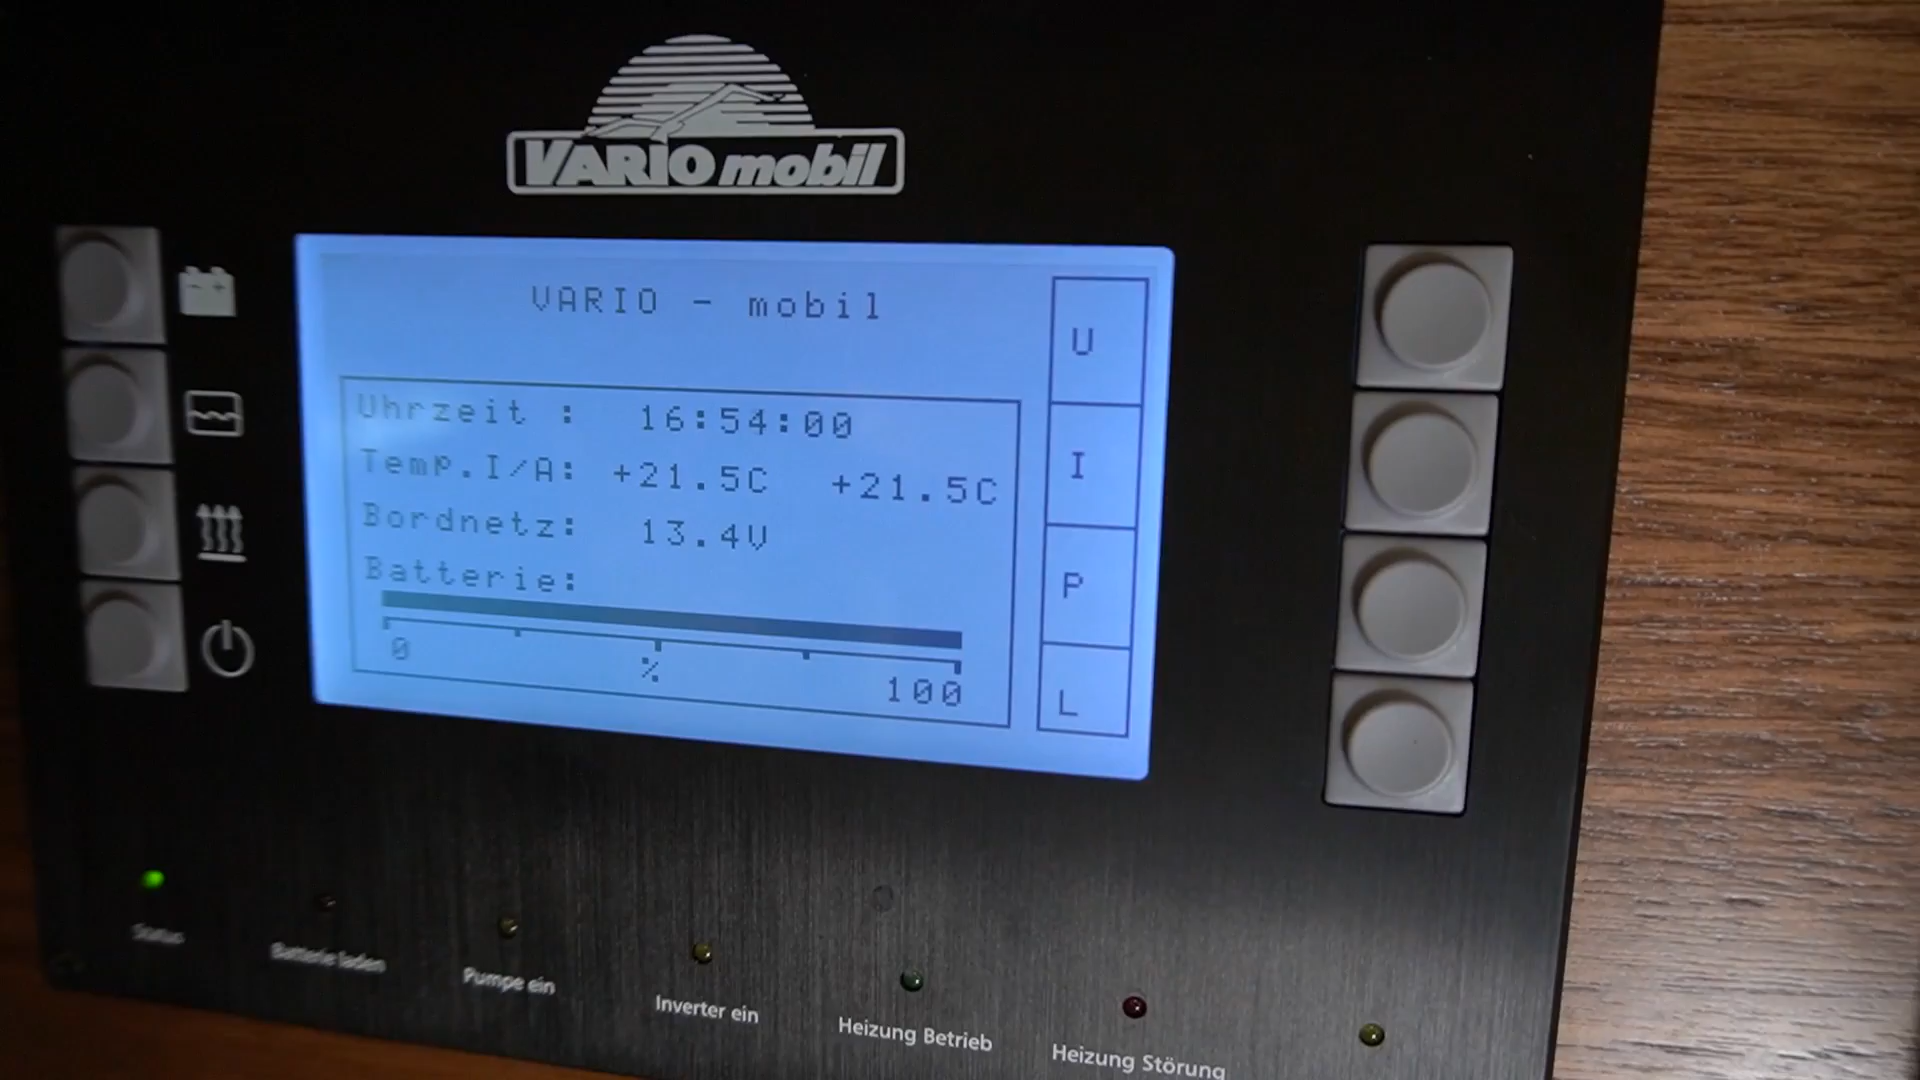 VARIO mobil
VARIO - mobil
U
Uhrzeit : 16:54:00
Temp.I/A: +21.5C +21.5C
I
Bordnetz: 13.4V
Batterie:
P
0 % 100
L
Status
Batterie laden
Pumpe ein
Inverter ein
Heizung Betrieb
Heizung Störung